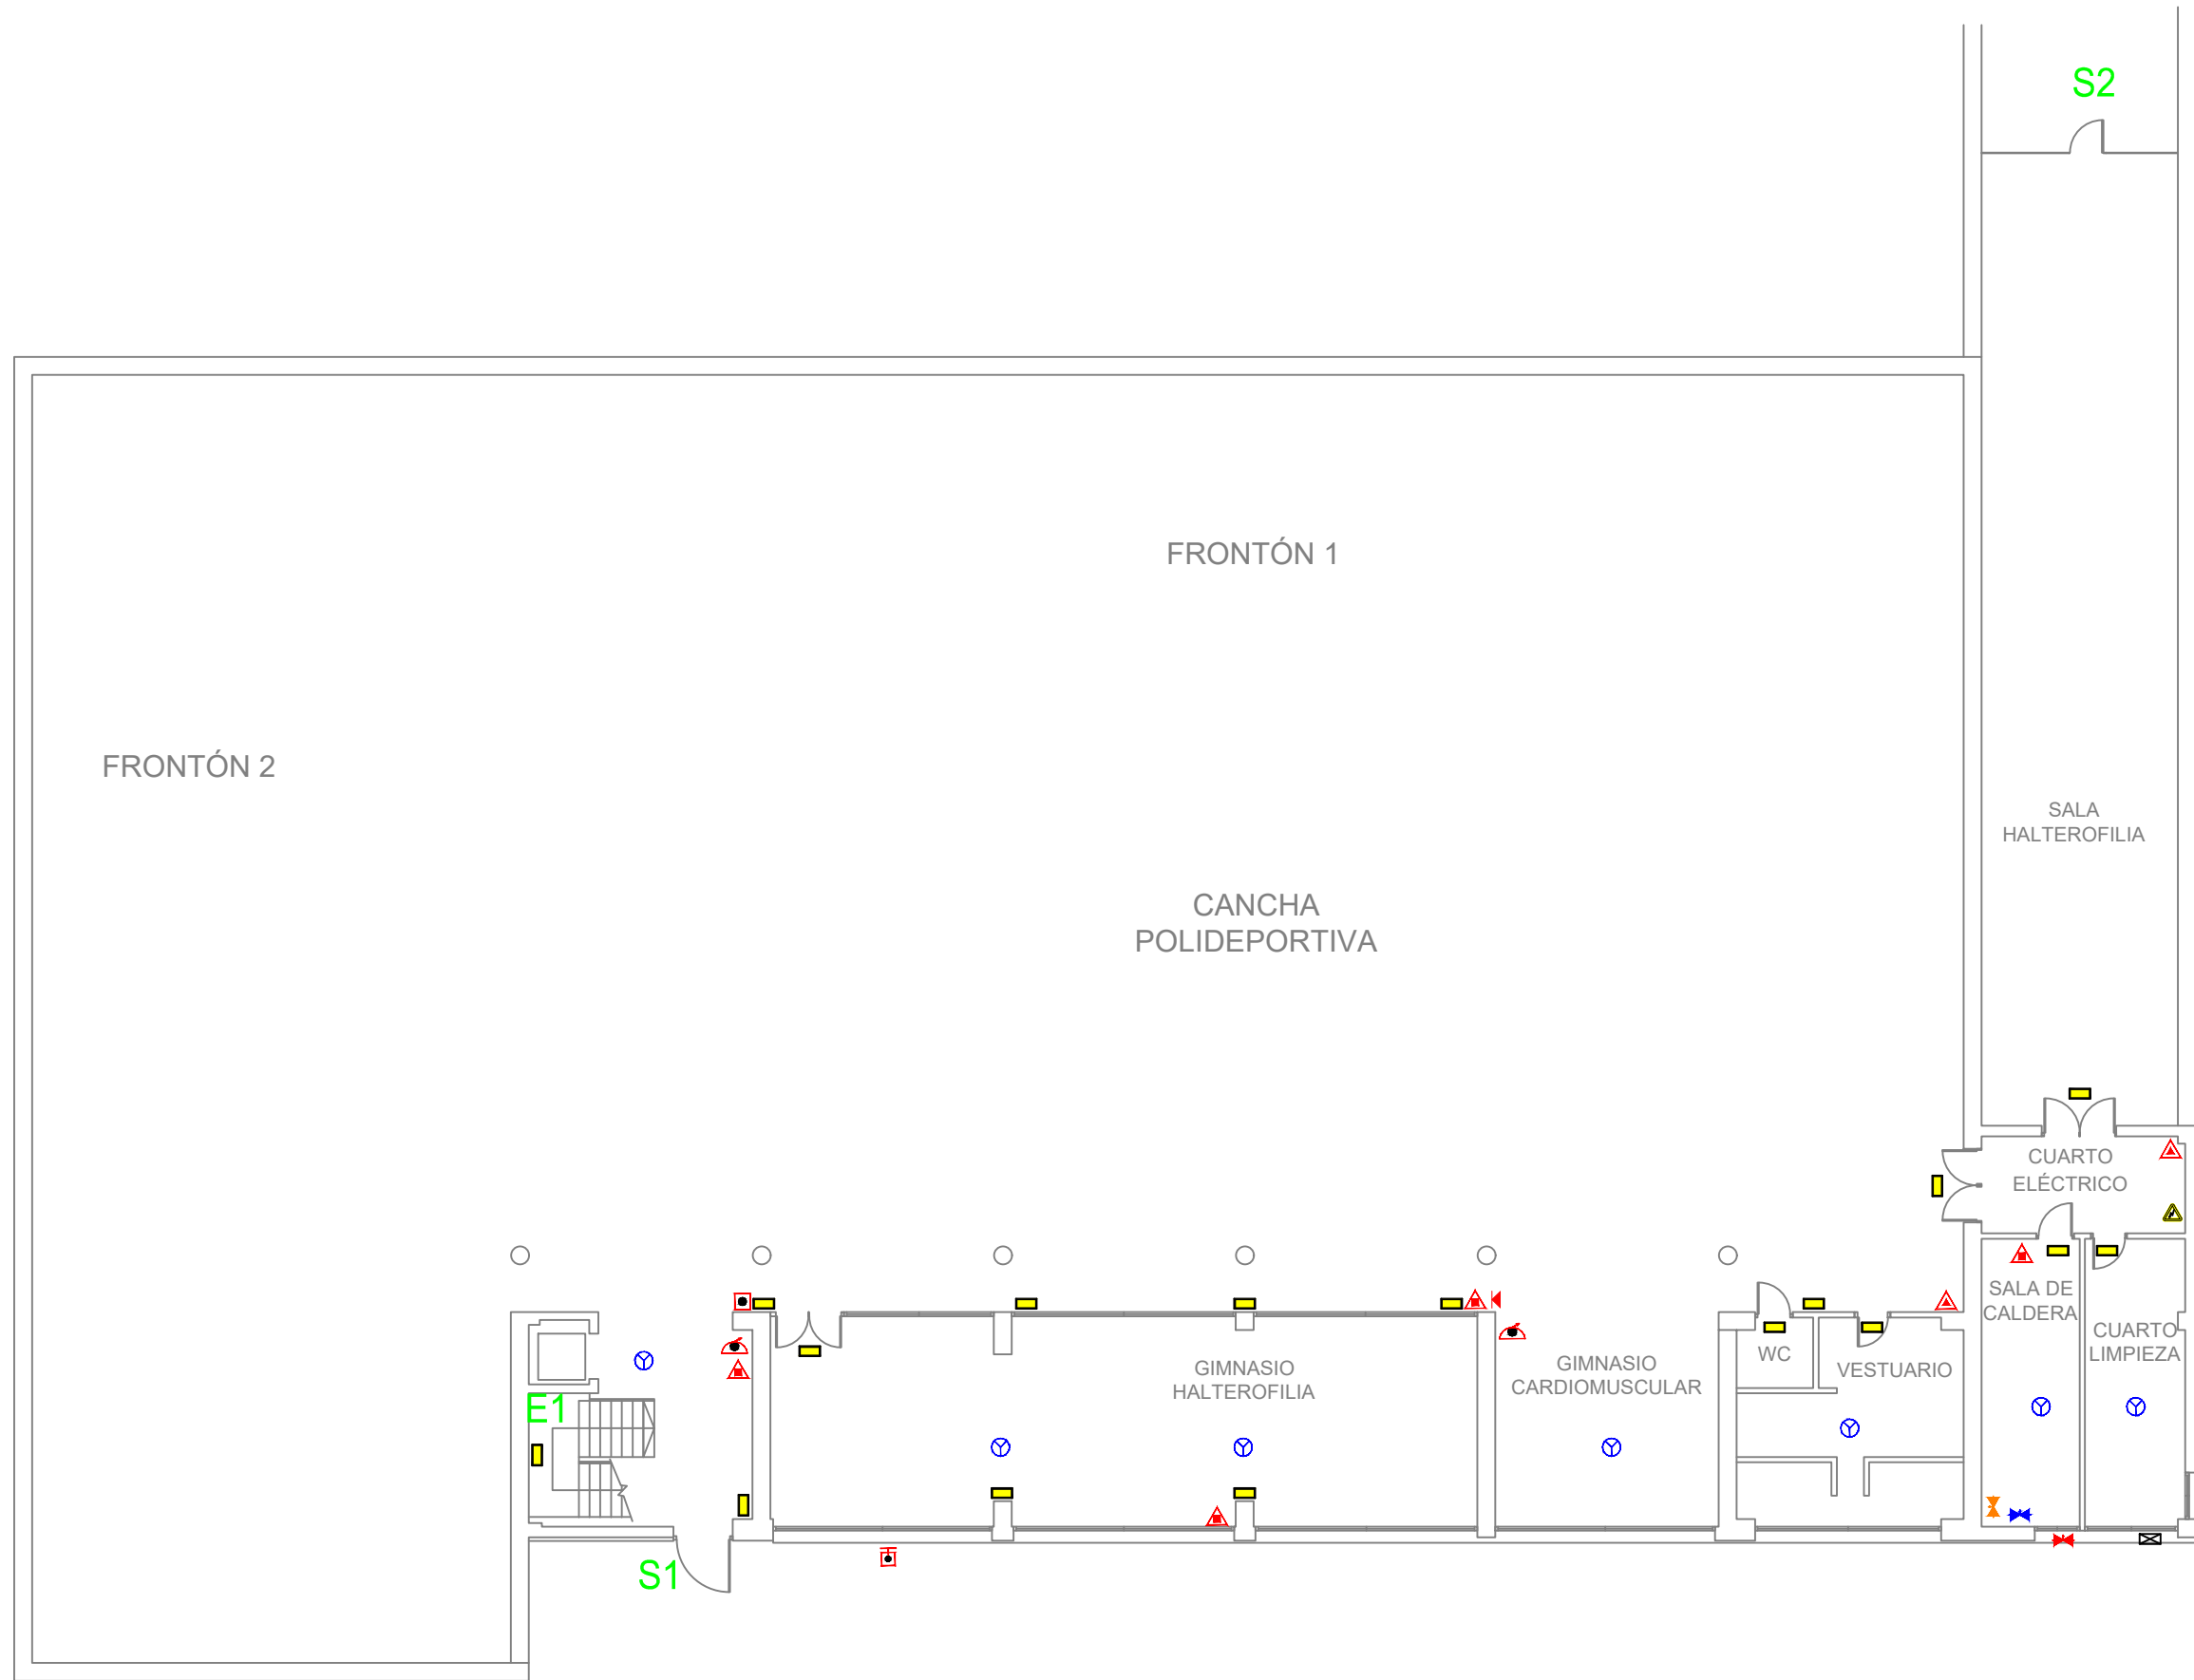 S2
FRONTÓN 1
FRONTÓN 2
SALA
HALTEROFILIA
CANCHA
POLIDEPORTIVA
CUARTO
ELÉCTRICO
SALA DE
CALDERA
CUARTO
LIMPIEZA
WC
VESTUARIO
GIMNASIO
CARDIOMUSCULAR
GIMNASIO
HALTEROFILIA
E1
S1